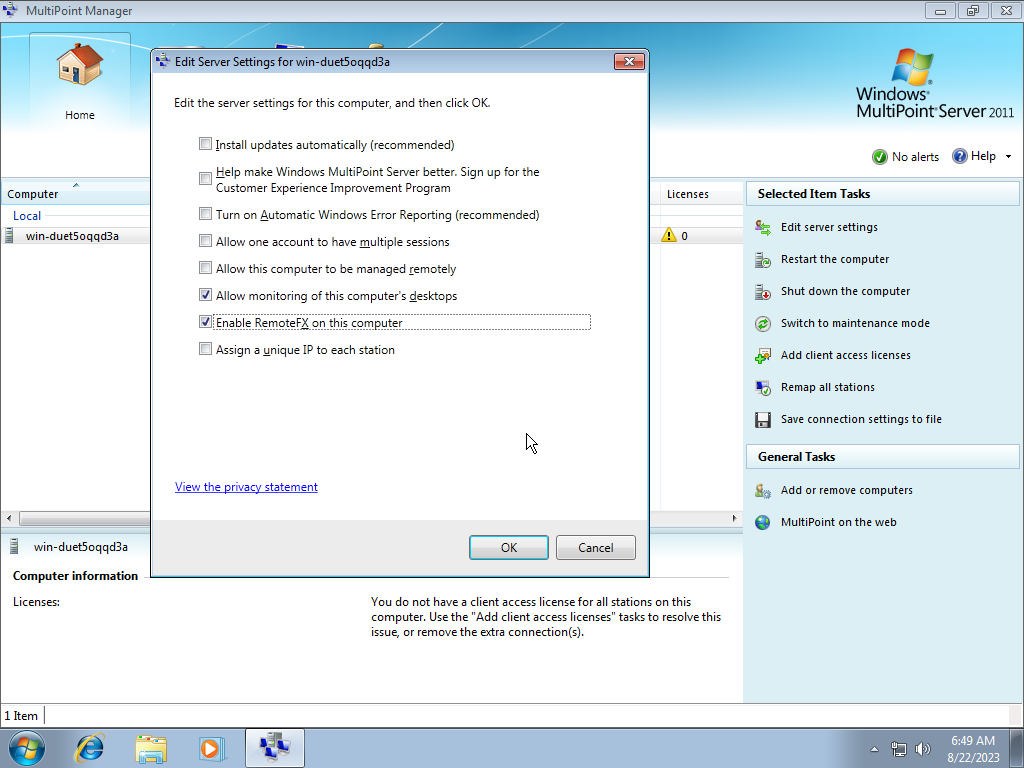 MultiPoint Manager
Home
Windows®
MultiPoint® Server 2011
No alerts
Help
Edit Server Settings for win-duet5oqqd3a
Edit the server settings for this computer, and then click OK.
Install updates automatically (recommended)
Help make Windows MultiPoint Server better. Sign up for the
Customer Experience Improvement Program
Turn on Automatic Windows Error Reporting (recommended)
Allow one account to have multiple sessions
Allow this computer to be managed remotely
Allow monitoring of this computer's desktops
Enable RemoteFX on this computer
Assign a unique IP to each station
View the privacy statement
OK
Cancel
Computer
Licenses
Local
win-duet5oqqd3a
0
Selected Item Tasks
Edit server settings
Restart the computer
Shut down the computer
Switch to maintenance mode
Add client access licenses
Remap all stations
Save connection settings to file
General Tasks
Add or remove computers
MultiPoint on the web
win-duet5oqqd3a
Computer information
Licenses:
You do not have a client access license for all stations on this
computer. Use the "Add client access licenses" tasks to resolve this
issue, or remove the extra connection(s).
1 Item
6:49 AM
8/22/2023